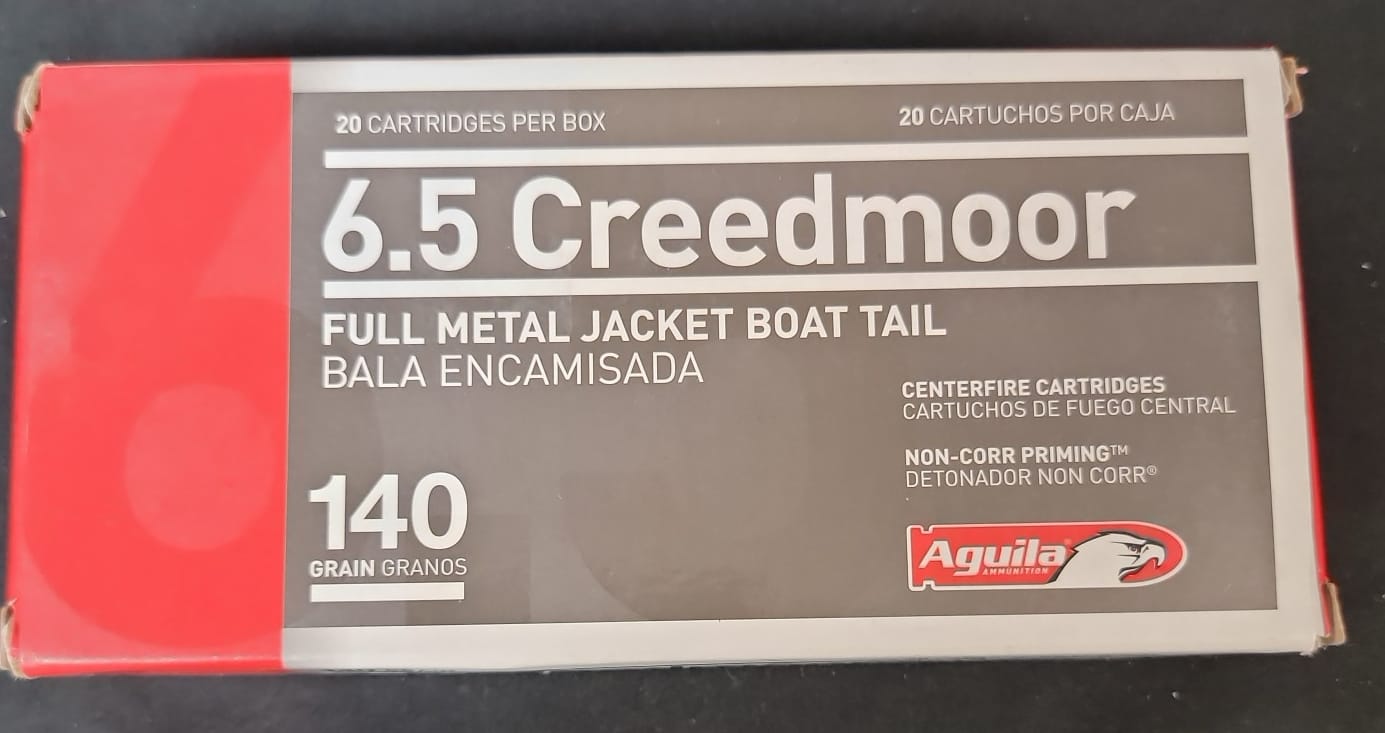 20 CARTRIDGES PER BOX
20 CARTUCHOS POR CAJA
6.5 Creedmoor
FULL METAL JACKET BOAT TAIL
BALA ENCAMISADA
CENTERFIRE CARTRIDGES
CARTUCHOS DE FUEGO CENTRAL
NON-CORR PRIMING™
DETONADOR NON CORR®
140
GRAIN GRANOS
Aguila®
AMMUNITION